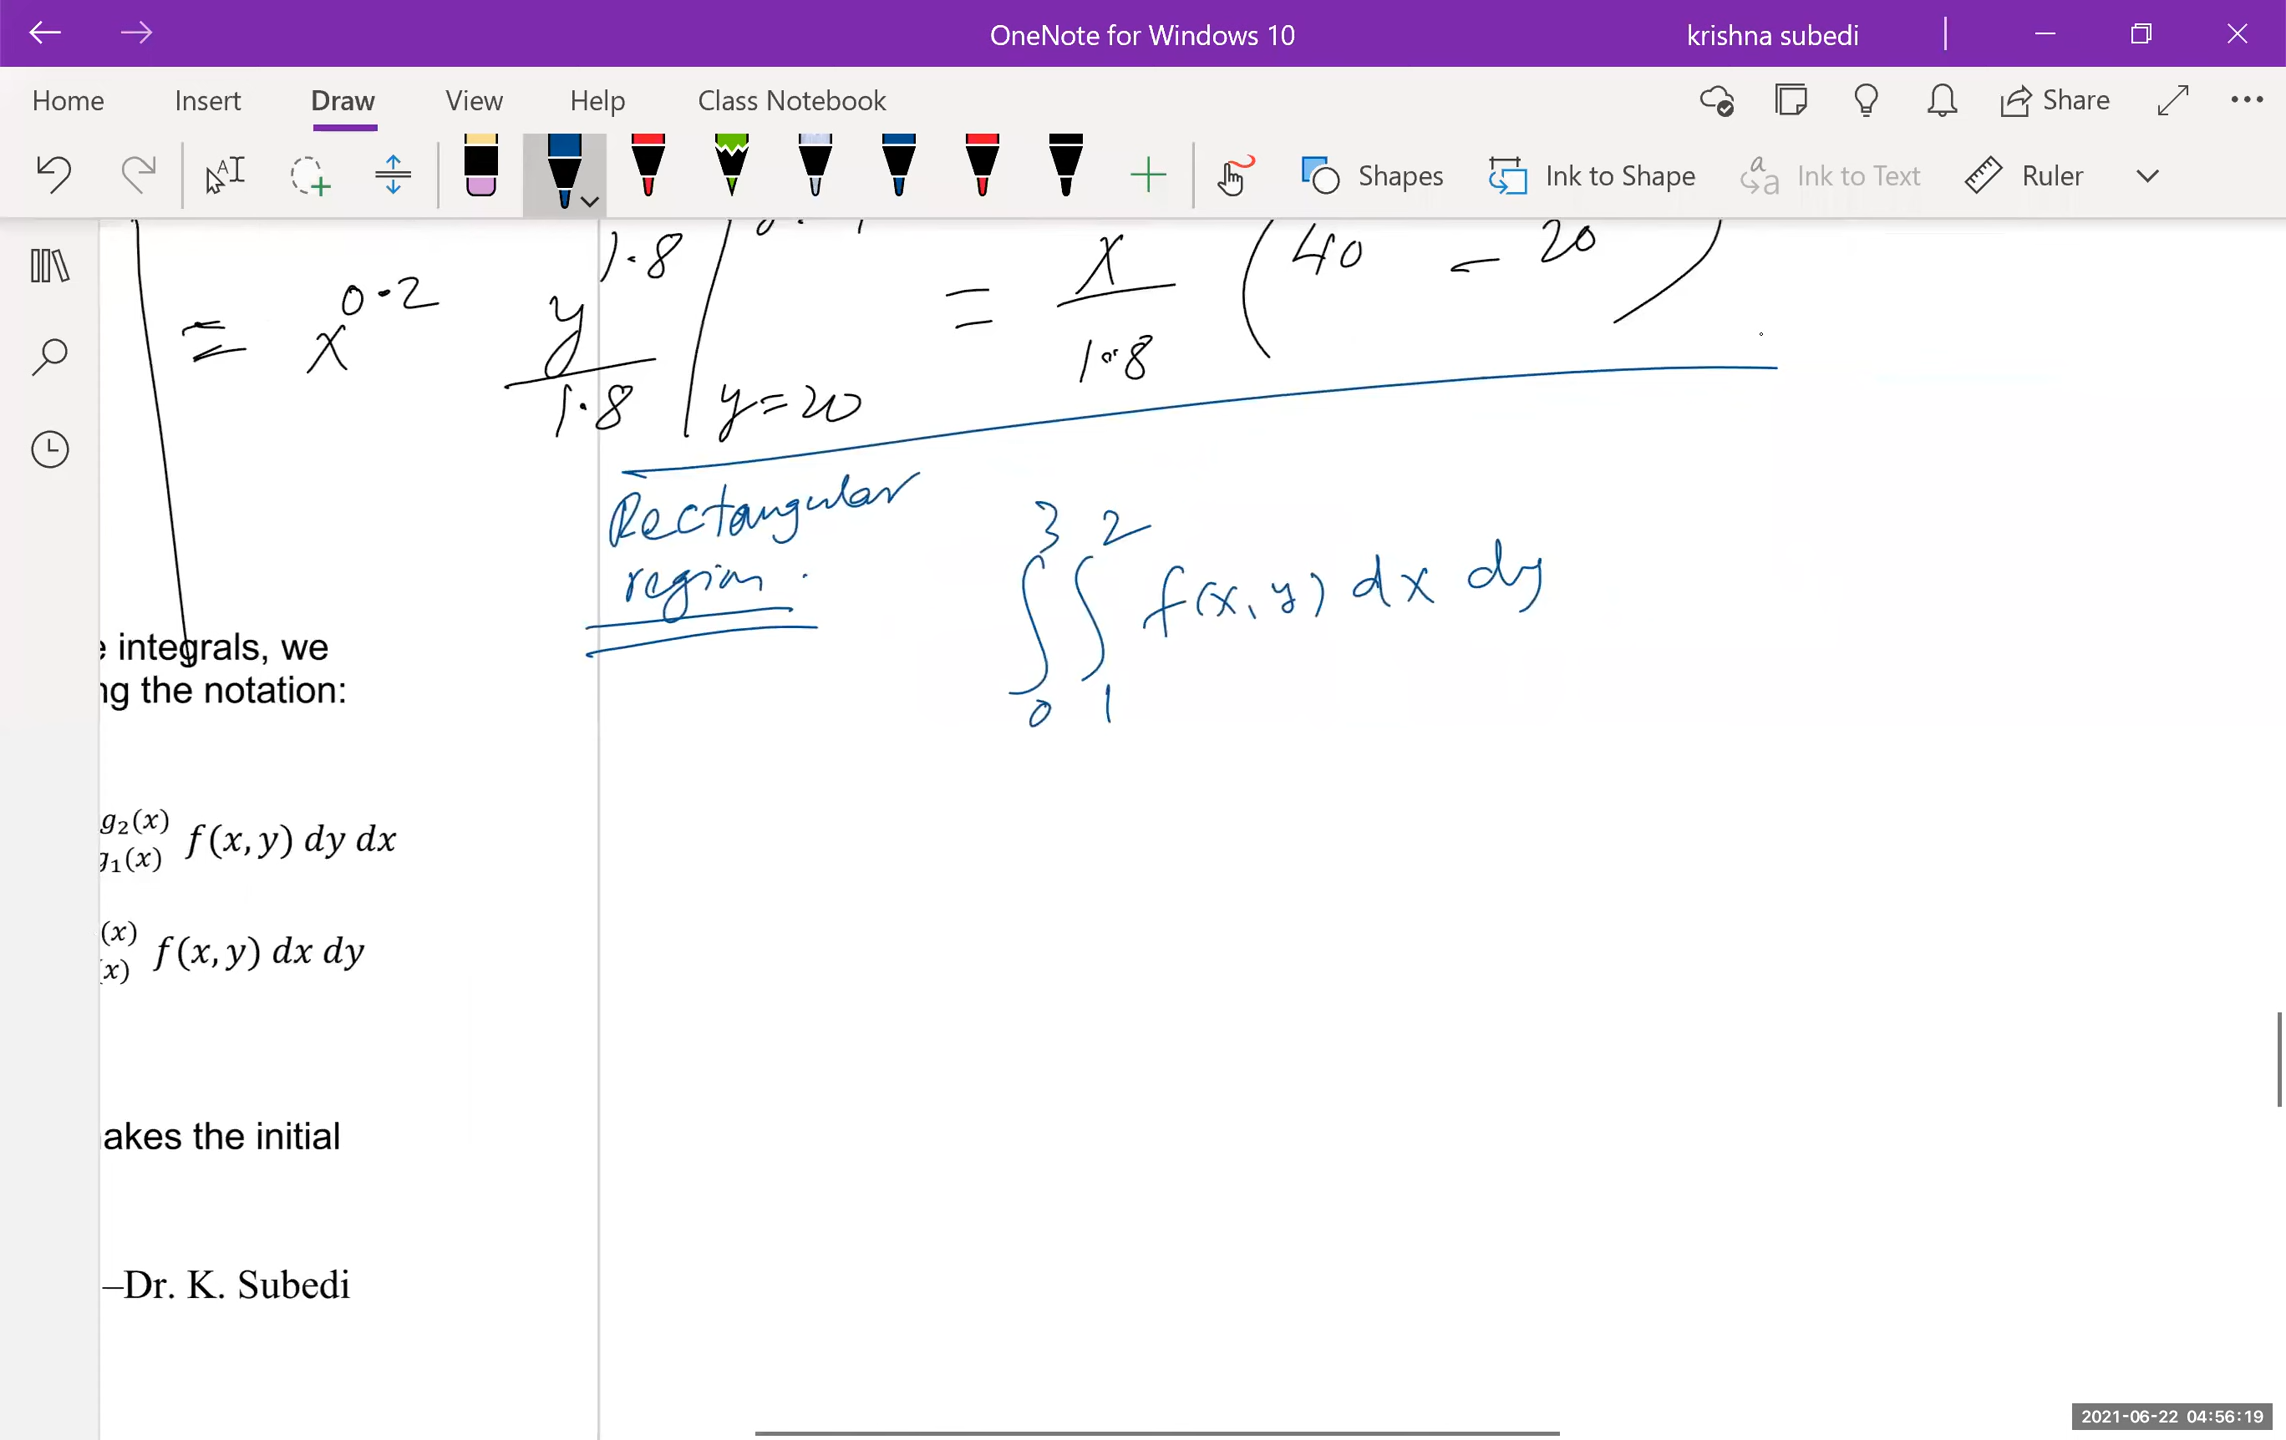 OneNote for Windows 10
krishna subedi
Home Insert Draw View Help Class Notebook
Share
Shapes Ink to Shape Ink to Text Ruler
= x^0.2 y^1.8/1.8 | y=20 = x/1.8 (40 - 20)
Rectangular
region.
∫_0^3 ∫_1^2 f(x, y) dx dy
integrals, we
the notation:
g₂(x)
g₁(x) f(x, y) dy dx
(x)
(x) f(x, y) dx dy
akes the initial
–Dr. K. Subedi
2021-06-22 04:56:19